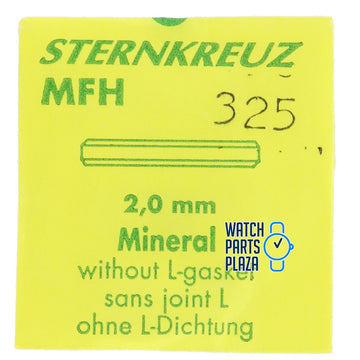 STERNKREUZ
MFH 325
2,0 mm
Mineral
without L-gasket
sans joint L
ohne L-Dichtung
WATCH
PARTS
PLAZA